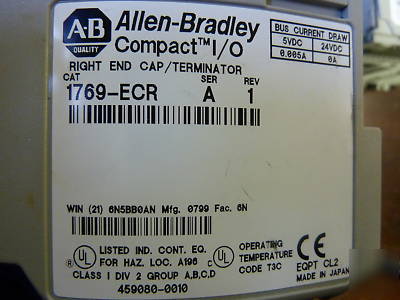 AB QUALITY
Allen-Bradley
Compact™ I/O
BUS CURRENT DRAW
5VDC 24VDC
0.005A 0A
RIGHT END CAP/TERMINATOR
CAT SER REV
1769-ECR A 1
WIN (21) 6N5BB0AN Mfg. 0799 Fac. 6N
UL LISTED IND. CONT. EQ.
FOR HAZ. LOC. A196 C UL
CLASS I DIV 2 GROUP A,B,C,D
459080-0010
OPERATING
TEMPERATURE
CODE T3C
CE
EQPT CL2
MADE IN JAPAN